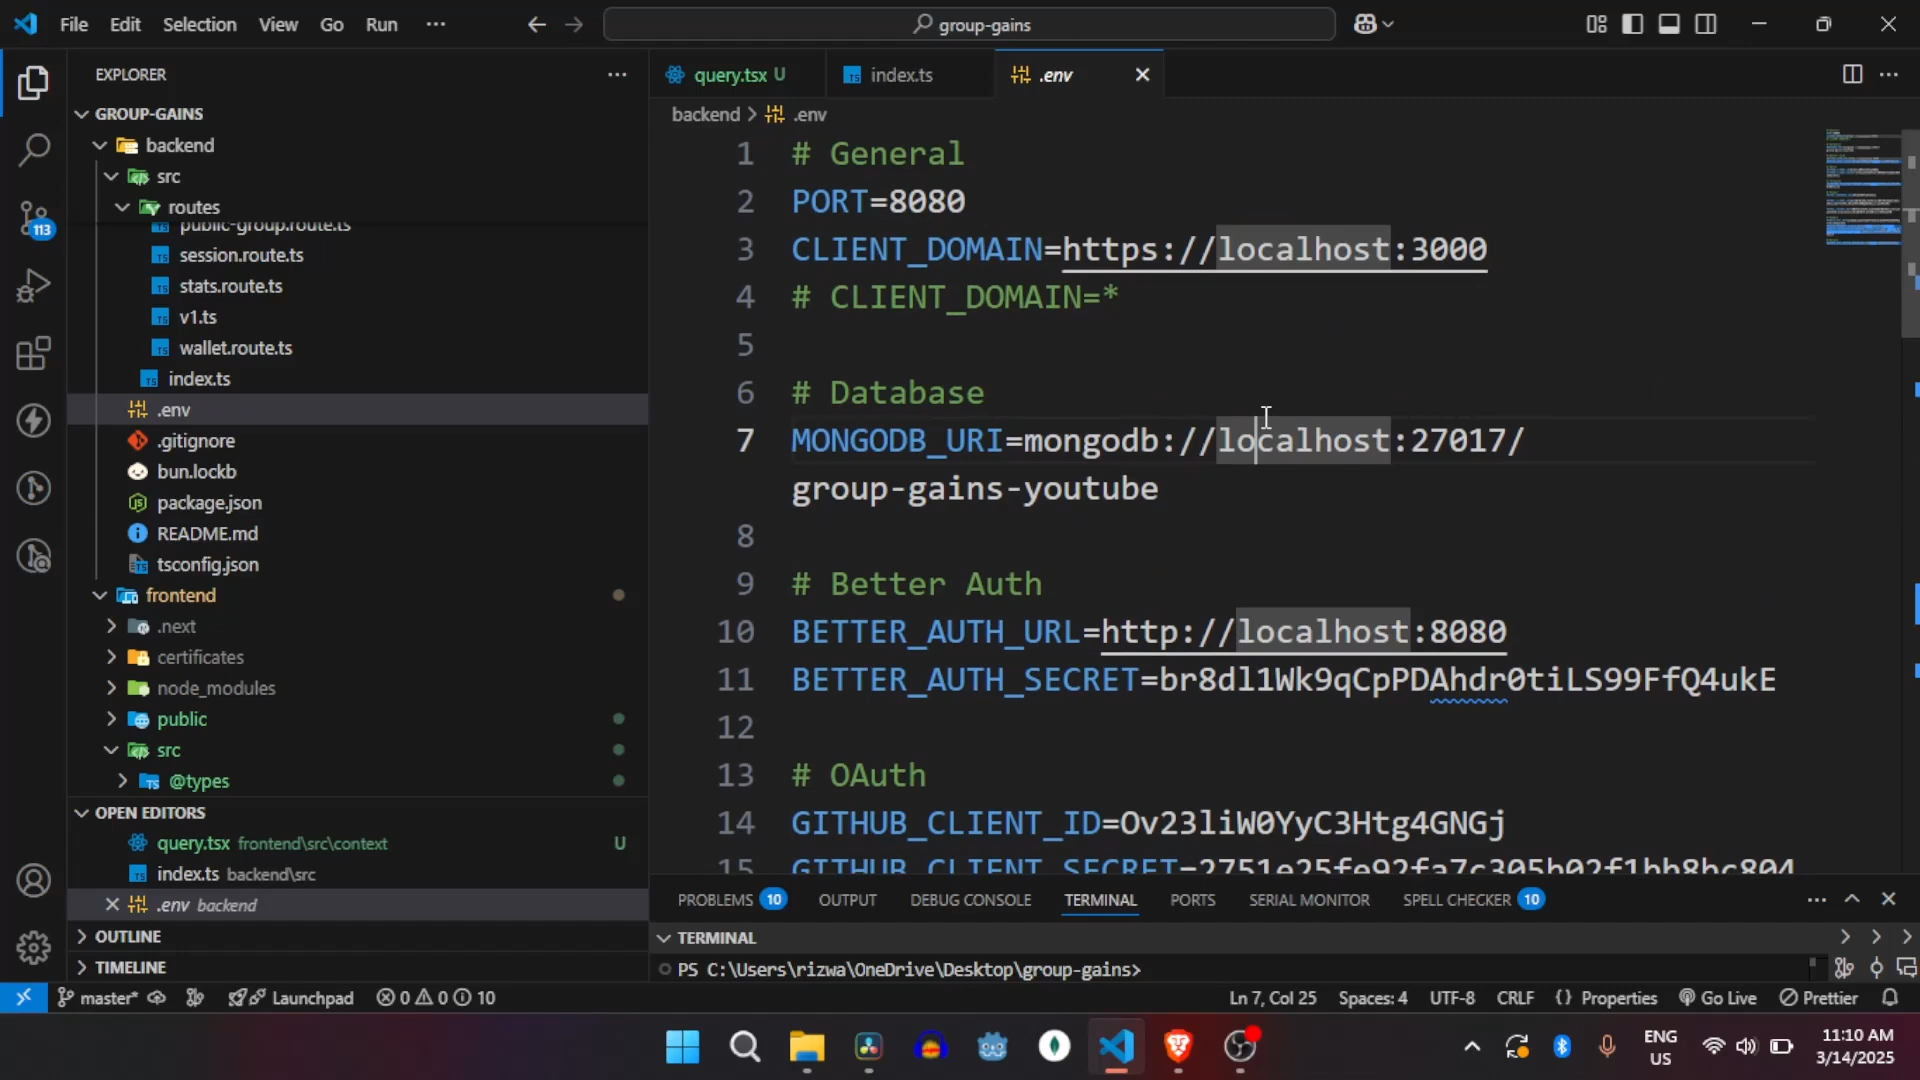 File Edit Selection View Go Run ···
group-gains
EXPLORER
GROUP-GAINS
backend
src
routes
public-group.route.ts
session.route.ts
stats.route.ts
v1.ts
wallet.route.ts
index.ts
.env
.gitignore
bun.lockb
package.json
README.md
tsconfig.json
frontend
.next
certificates
node_modules
public
src
@types
OPEN EDITORS
query.tsx frontend\src\context U
index.ts backend\src
.env backend
OUTLINE
TIMELINE
113
query.tsx U index.ts .env
backend > .env
1 # General
2 PORT=8080
3 CLIENT_DOMAIN=https://localhost:3000
4 # CLIENT_DOMAIN=*
5
6 # Database
7 MONGODB_URI=mongodb://localhost:27017/
group-gains-youtube
8
9 # Better Auth
10 BETTER_AUTH_URL=http://localhost:8080
11 BETTER_AUTH_SECRET=br8dl1Wk9qCpPDAhdr0tiLS99FfQ4ukE
12
13 # OAuth
14 GITHUB_CLIENT_ID=Ov23liW0YyC3Htg4GNGj
15 GITHUB_CLIENT_SECRET=2751e25fe92fa7c305b02f1bb8bc804
PROBLEMS 10 OUTPUT DEBUG CONSOLE TERMINAL PORTS SERIAL MONITOR SPELL CHECKER 10
TERMINAL
PS C:\Users\rizwa\OneDrive\Desktop\group-gains>
master* Launchpad 0 0 10 Ln 7, Col 25 Spaces: 4 UTF-8 CRLF {} Properties Go Live Prettier
ENG
US
11:10 AM
3/14/2025